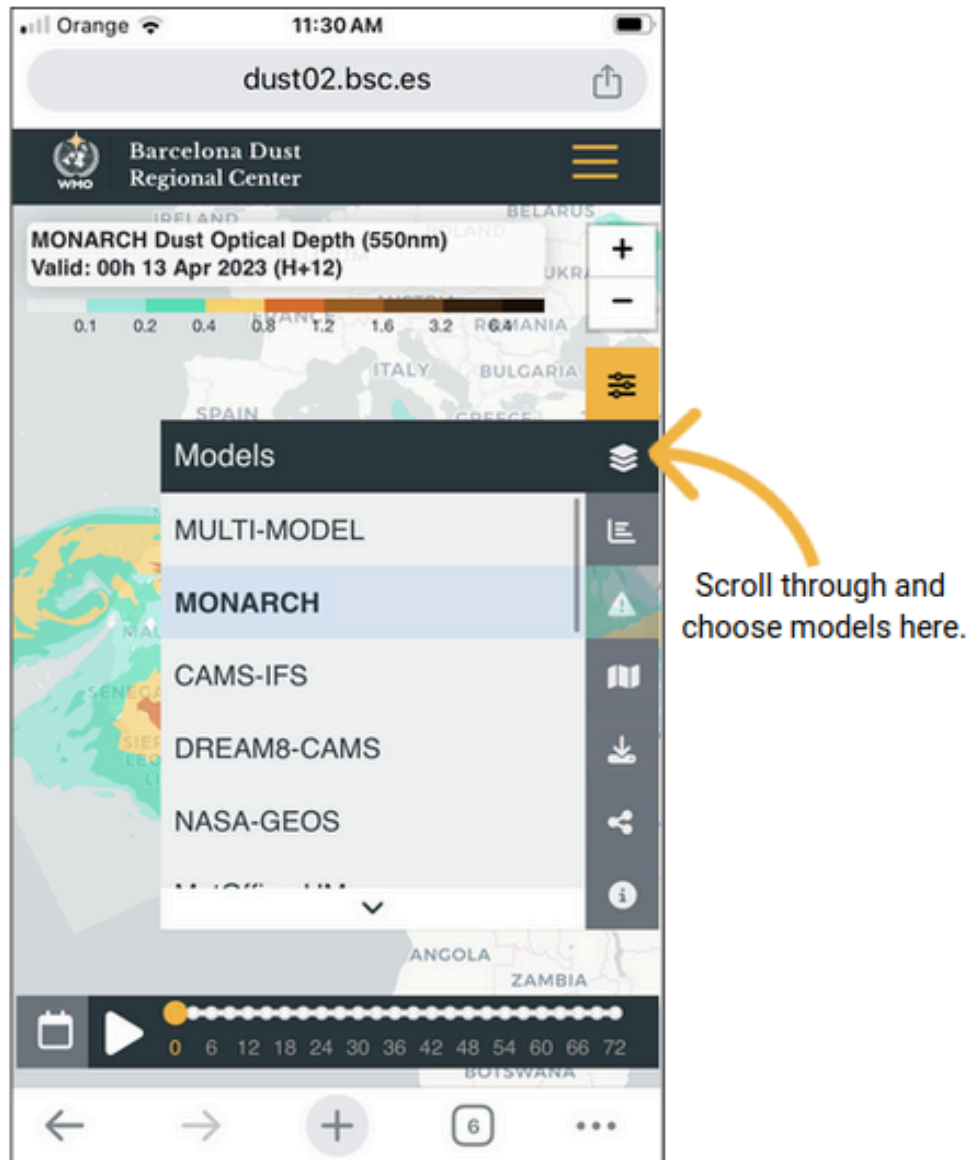 Orange
11:30 AM
dust02.bsc.es
WMO
Barcelona Dust
Regional Center
IRELAND
BELARUS
MONARCH Dust Optical Depth (550nm)
Valid: 00h 13 Apr 2023 (H+12)
+
−
0.1 0.2 0.4 0.8 1.2 1.6 3.2 6.4
ITALY
BULGARIA
SPAIN
GREECE
Models
MULTI-MODEL
MONARCH
CAMS-IFS
DREAM8-CAMS
NASA-GEOS
Scroll through and
choose models here.
ANGOLA
ZAMBIA
0 6 12 18 24 30 36 42 48 54 60 66 72
BOTSWANA
6